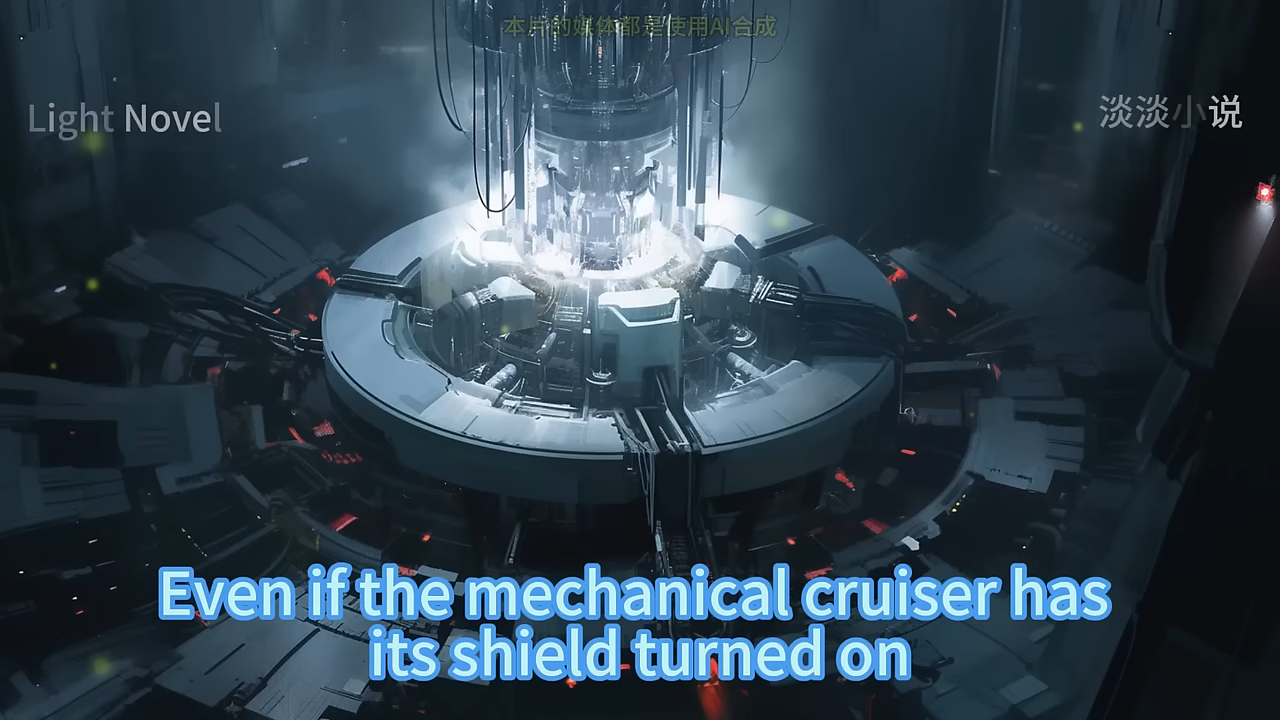 本片的媒体都是使用AI合成
Light Novel
淡淡小说
Even if the mechanical cruiser has
its shield turned on